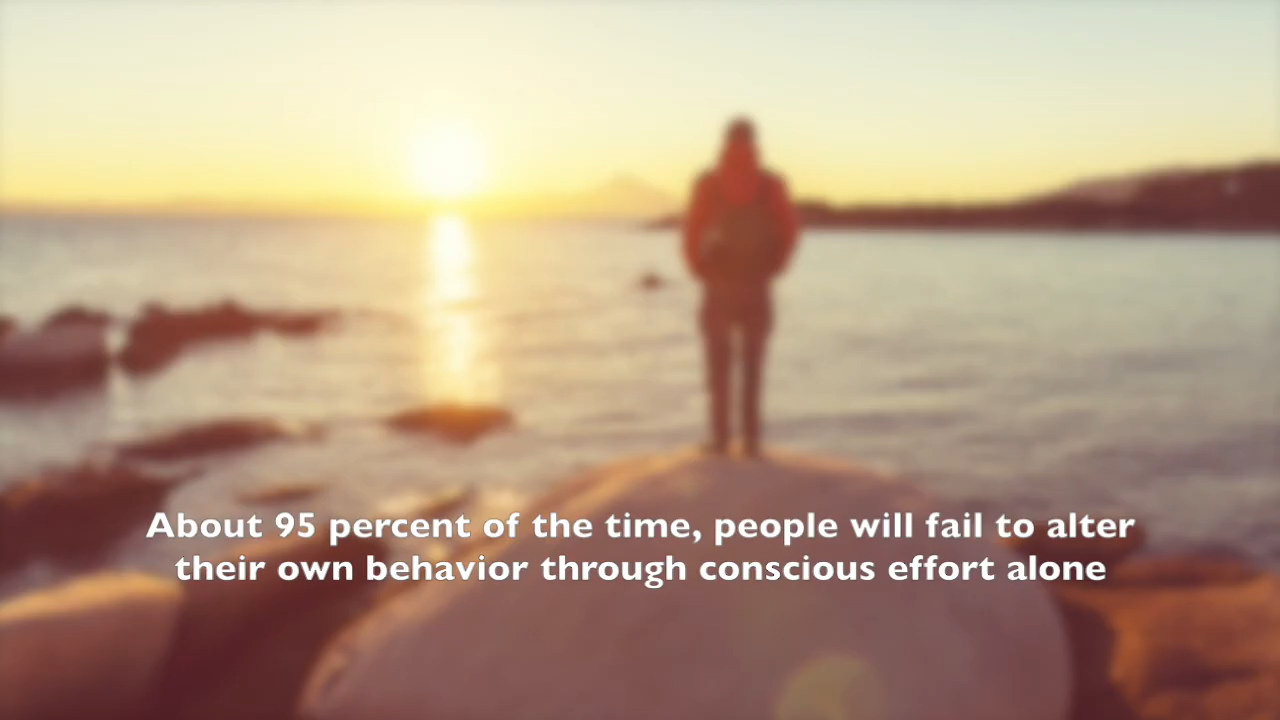 About 95 percent of the time, people will fail to alter
their own behavior through conscious effort alone